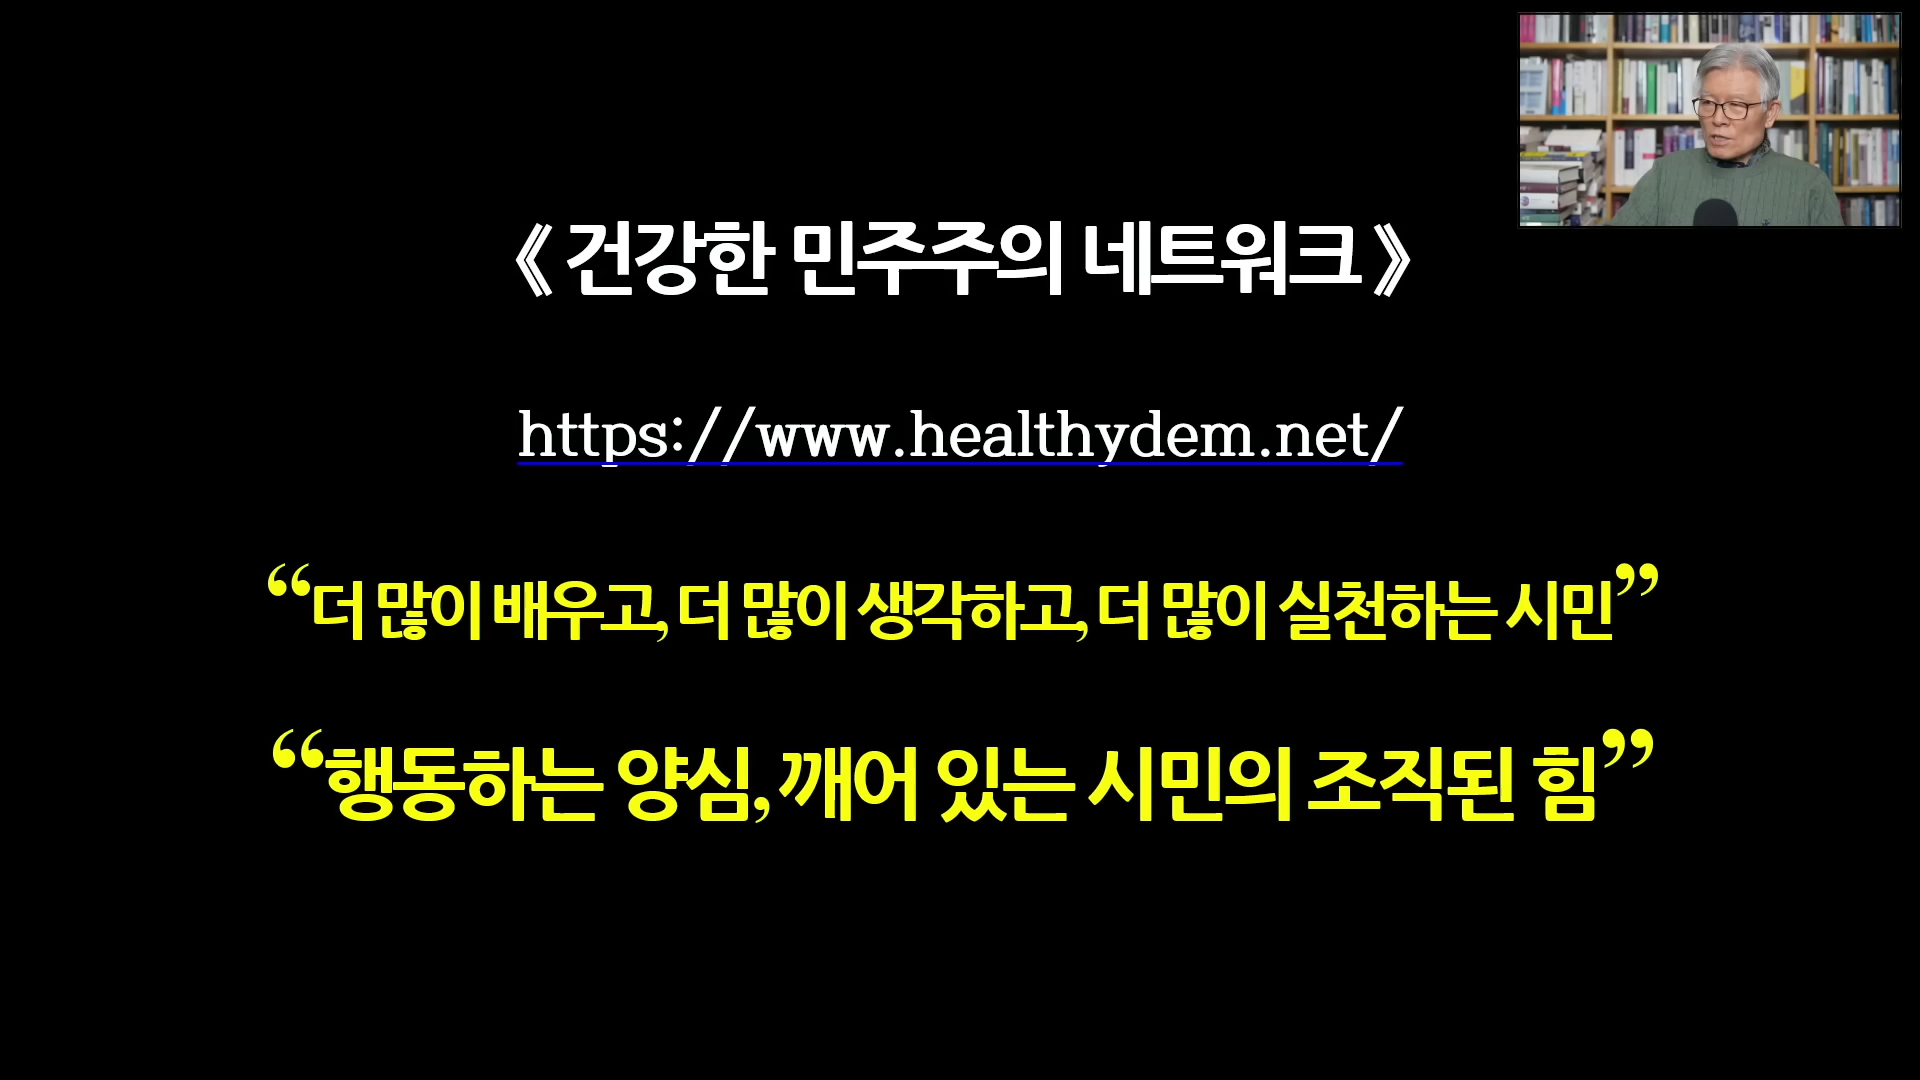 《 건강한 민주주의 네트워크 》
https://www.healthydem.net/
“더 많이 배우고, 더 많이 생각하고, 더 많이 실천하는 시민”
“행동하는 양심, 깨어 있는 시민의 조직된 힘”